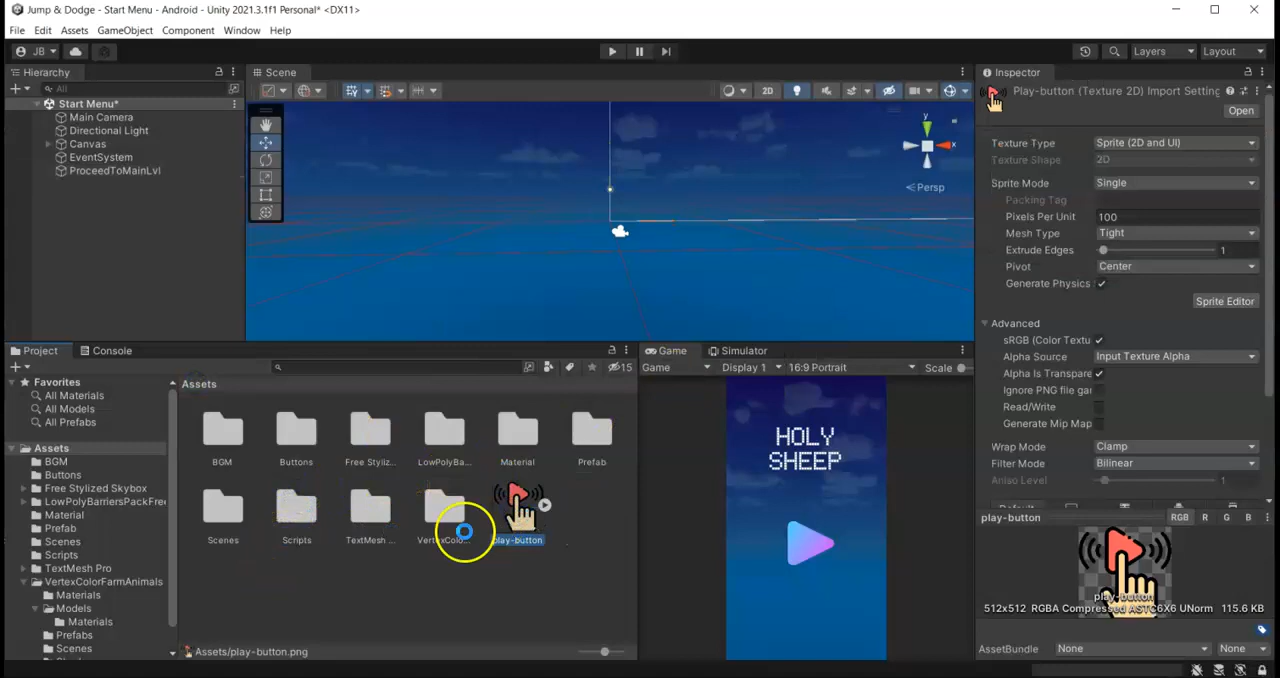 Jump & Dodge - Start Menu - Android - Unity 2021.3.1f1 Personal* <DX11>
File Edit Assets GameObject Component Window Help
JB Layers Layout
Hierarchy
All
Start Menu*
Main Camera
Directional Light
Canvas
EventSystem
ProceedToMainLvl
Scene
2D
y
x
Persp
Inspector
Play-button (Texture 2D) Import Setting
Open
Texture Type Sprite (2D and UI)
Texture Shape 2D
Sprite Mode Single
Packing Tag
Pixels Per Unit 100
Mesh Type Tight
Extrude Edges 1
Pivot Center
Generate Physics
Sprite Editor
Advanced
sRGB (Color Textu
Alpha Source Input Texture Alpha
Alpha Is Transpare
Ignore PNG file ga
Read/Write
Generate Mip Map
Wrap Mode Clamp
Filter Mode Bilinear
Aniso Level 1
Default
play-button RGB R G B
play-button
512x512 RGBA Compressed ASTC6X6 UNorm 115.6 KB
AssetBundle None None
Project Console
15
Favorites
All Materials
All Models
All Prefabs
Assets
BGM
Buttons
Free Stylized Skybox
LowPolyBarriersPackFree
Material
Prefab
Scenes
Scripts
TextMesh Pro
VertexColorFarmAnimals
Materials
Models
Materials
Prefabs
Scenes
Assets
BGM Buttons Free Styliz... LowPolyBa... Material Prefab
Scenes Scripts TextMesh ... VertexColo... play-button
Assets/play-button.png
Game Simulator
Game Display 1 16:9 Portrait Scale
HOLY
SHEEP